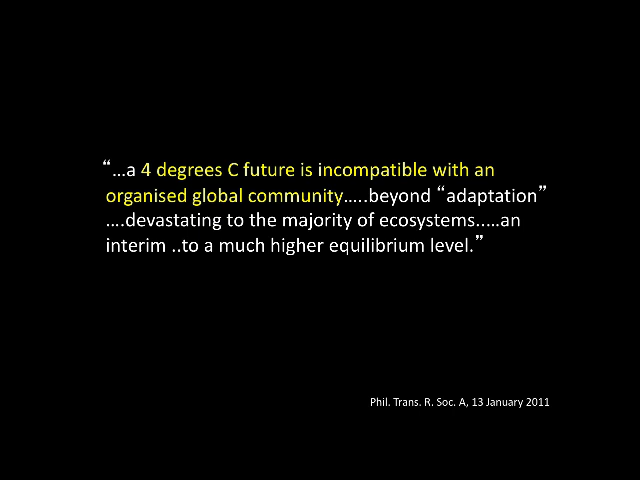 “…a 4 degrees C future is incompatible with an
organised global community…..beyond “adaptation”
….devastating to the majority of ecosystems..…an
interim ..to a much higher equilibrium level.”
Phil. Trans. R. Soc. A, 13 January 2011